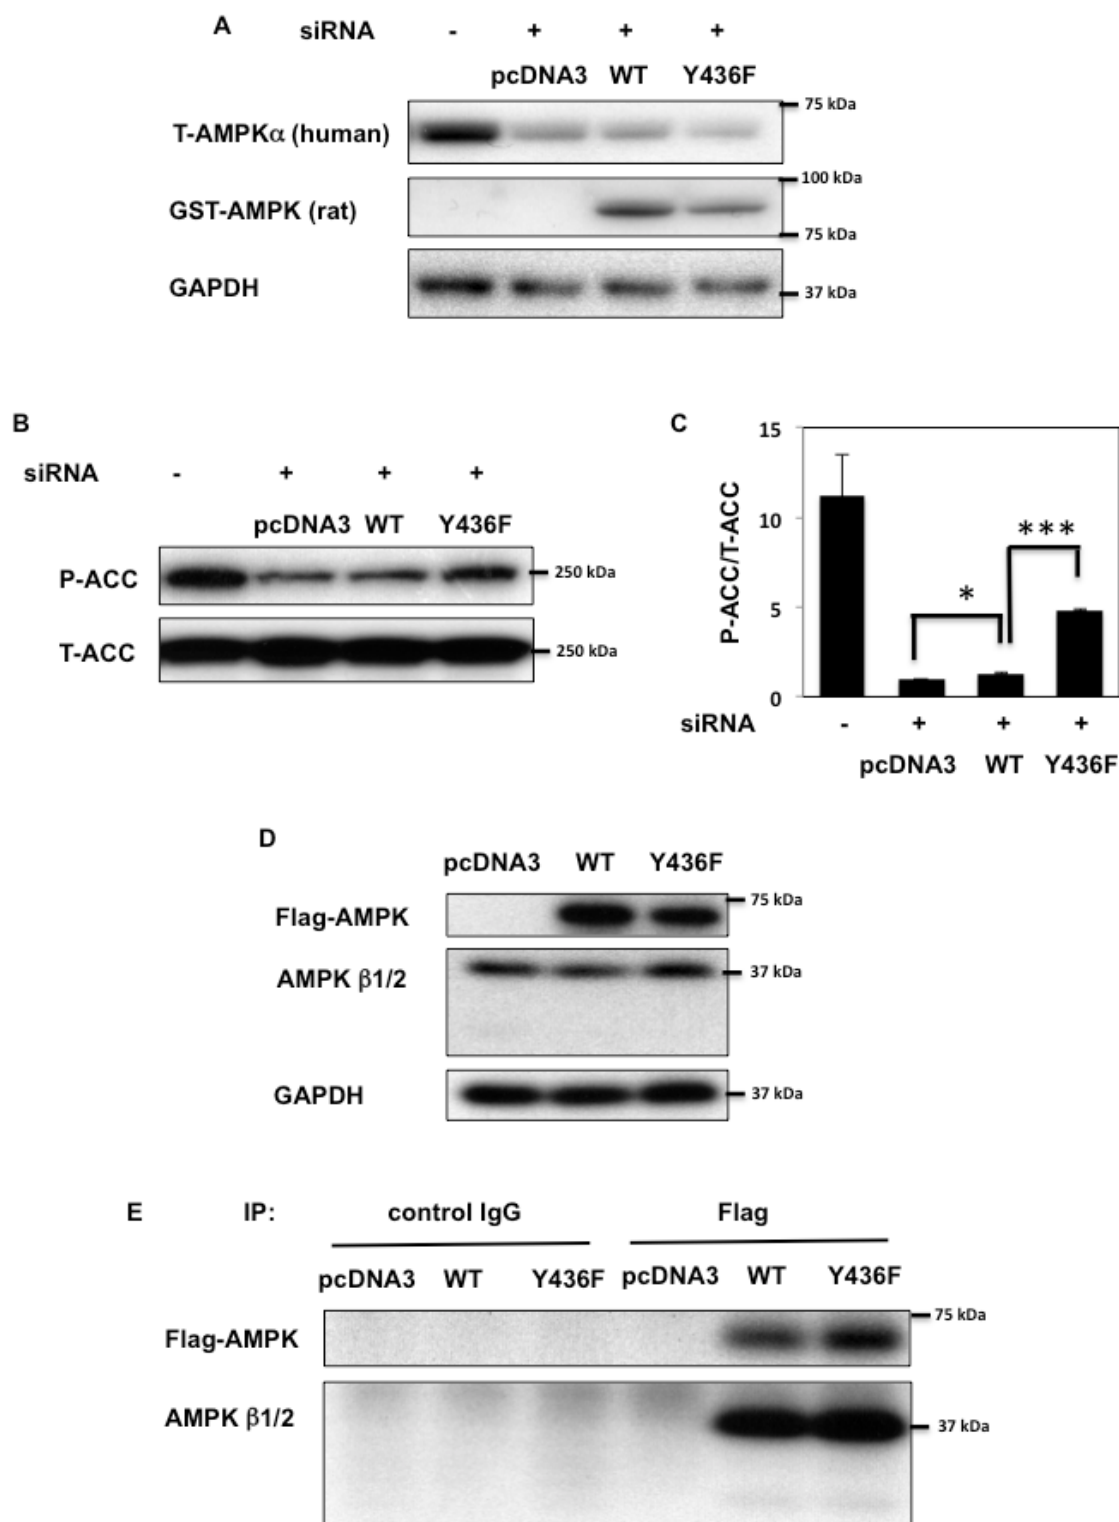 A siRNA - + + +
pcDNA3 WT Y436F
75 kDa
T-AMPKα (human)
100 kDa
GST-AMPK (rat)
75 kDa
GAPDH
37 kDa
B
siRNA - + + +
pcDNA3 WT Y436F
P-ACC
250 kDa
T-ACC
250 kDa
C
15
10
5
0
P-ACC/T-ACC
*
***
siRNA - + + +
pcDNA3 WT Y436F
D
pcDNA3 WT Y436F
75 kDa
Flag-AMPK
AMPK β1/2
37 kDa
GAPDH
37 kDa
E IP: control IgG Flag
pcDNA3 WT Y436F pcDNA3 WT Y436F
75 kDa
Flag-AMPK
AMPK β1/2
37 kDa